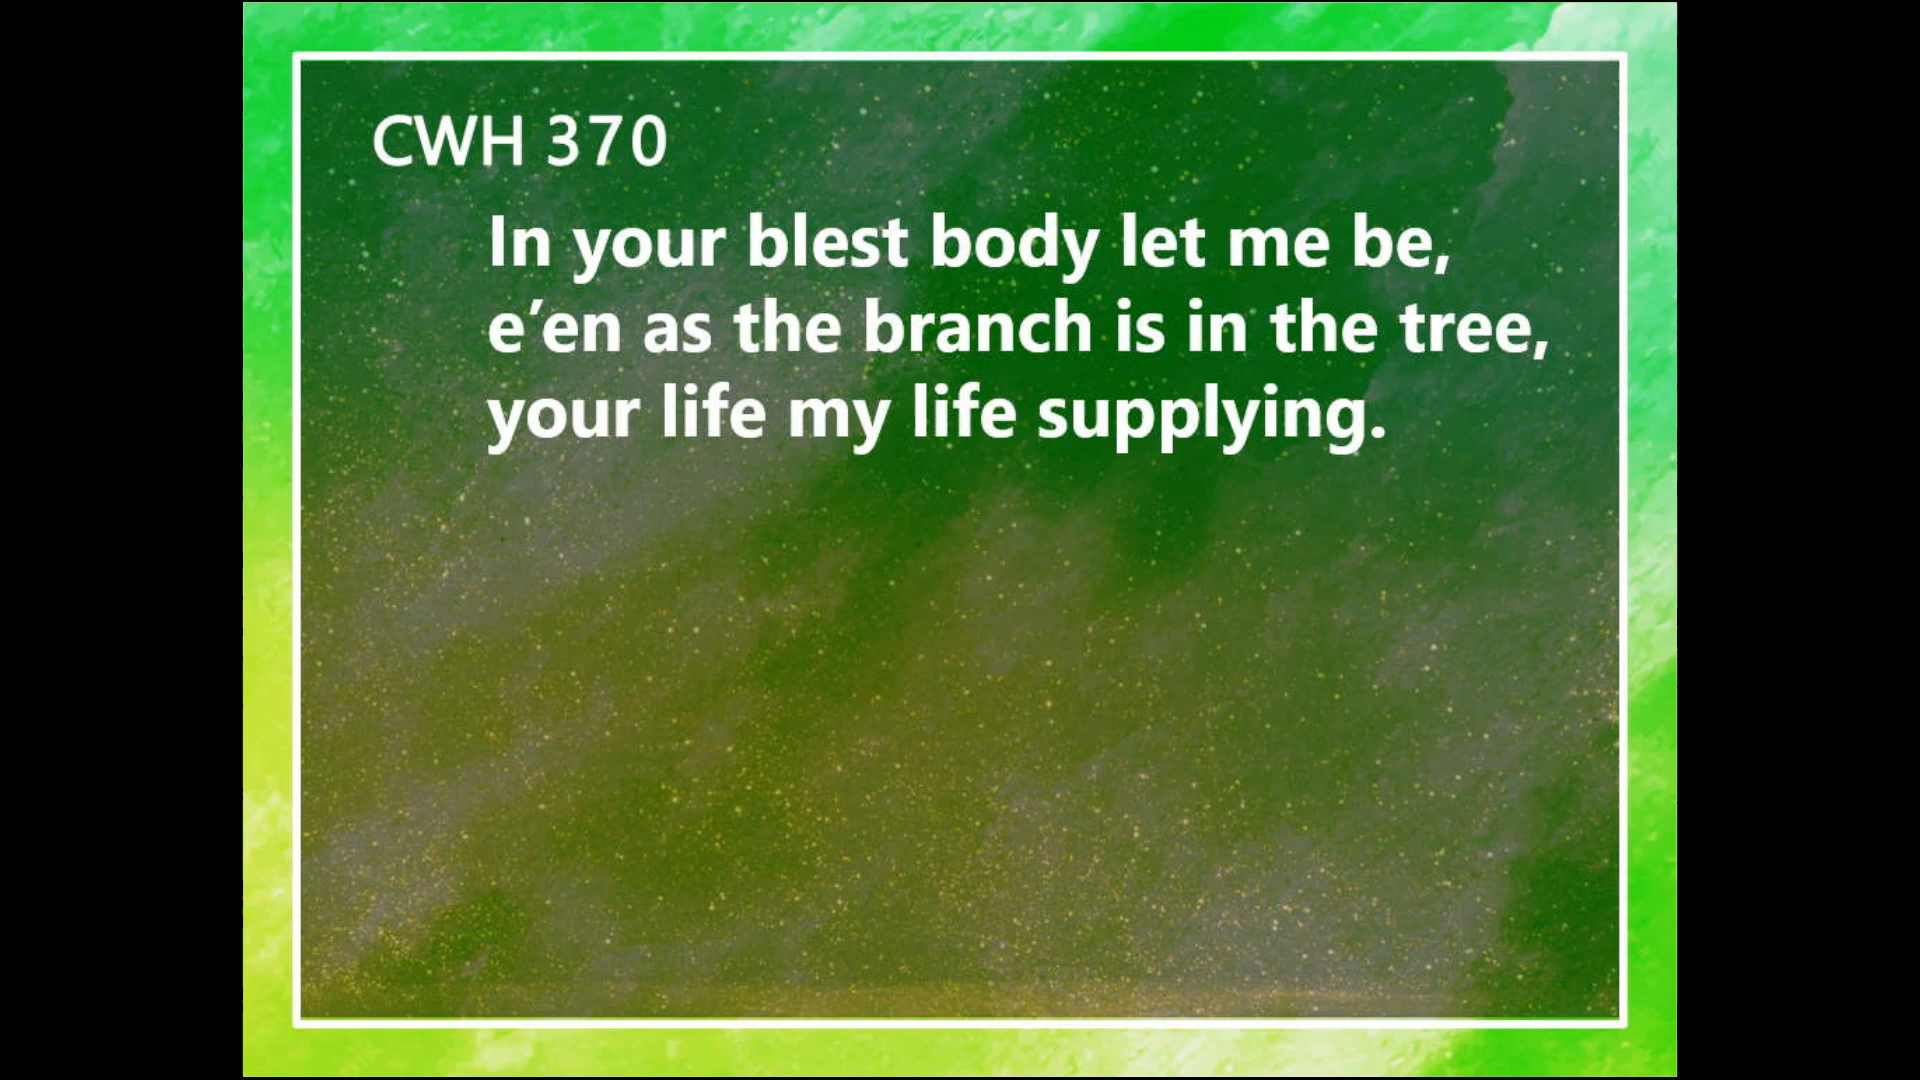 CWH 370
In your blest body let me be,
e’en as the branch is in the tree,
your life my life supplying.